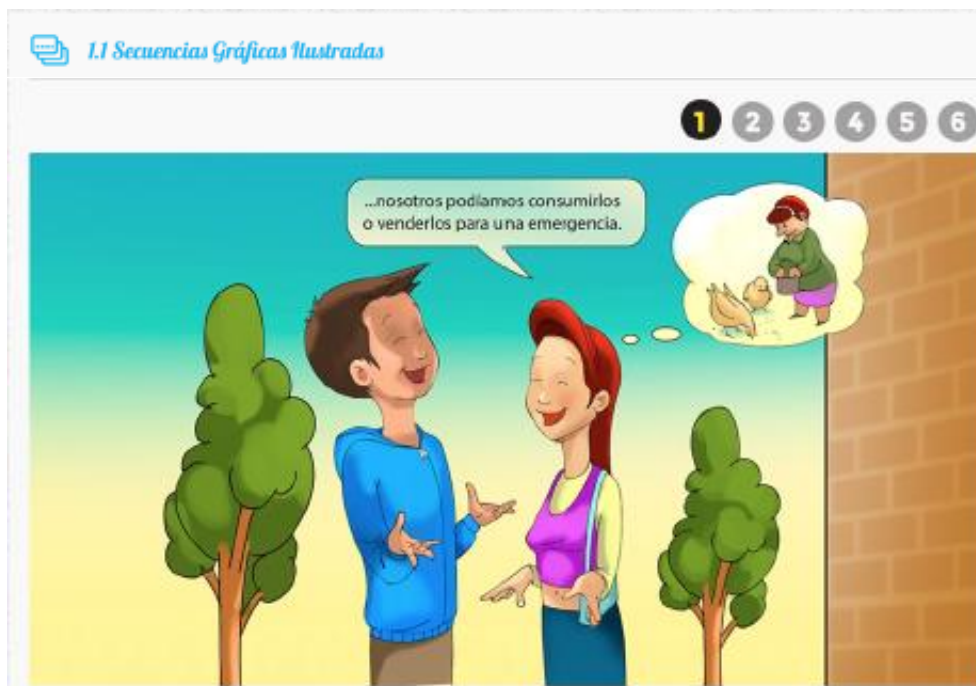 1.1 Secuencias Gráficas Ilustradas
1 2 3 4 5 6
...nosotros podíamos consumirlos
o venderlos para una emergencia.